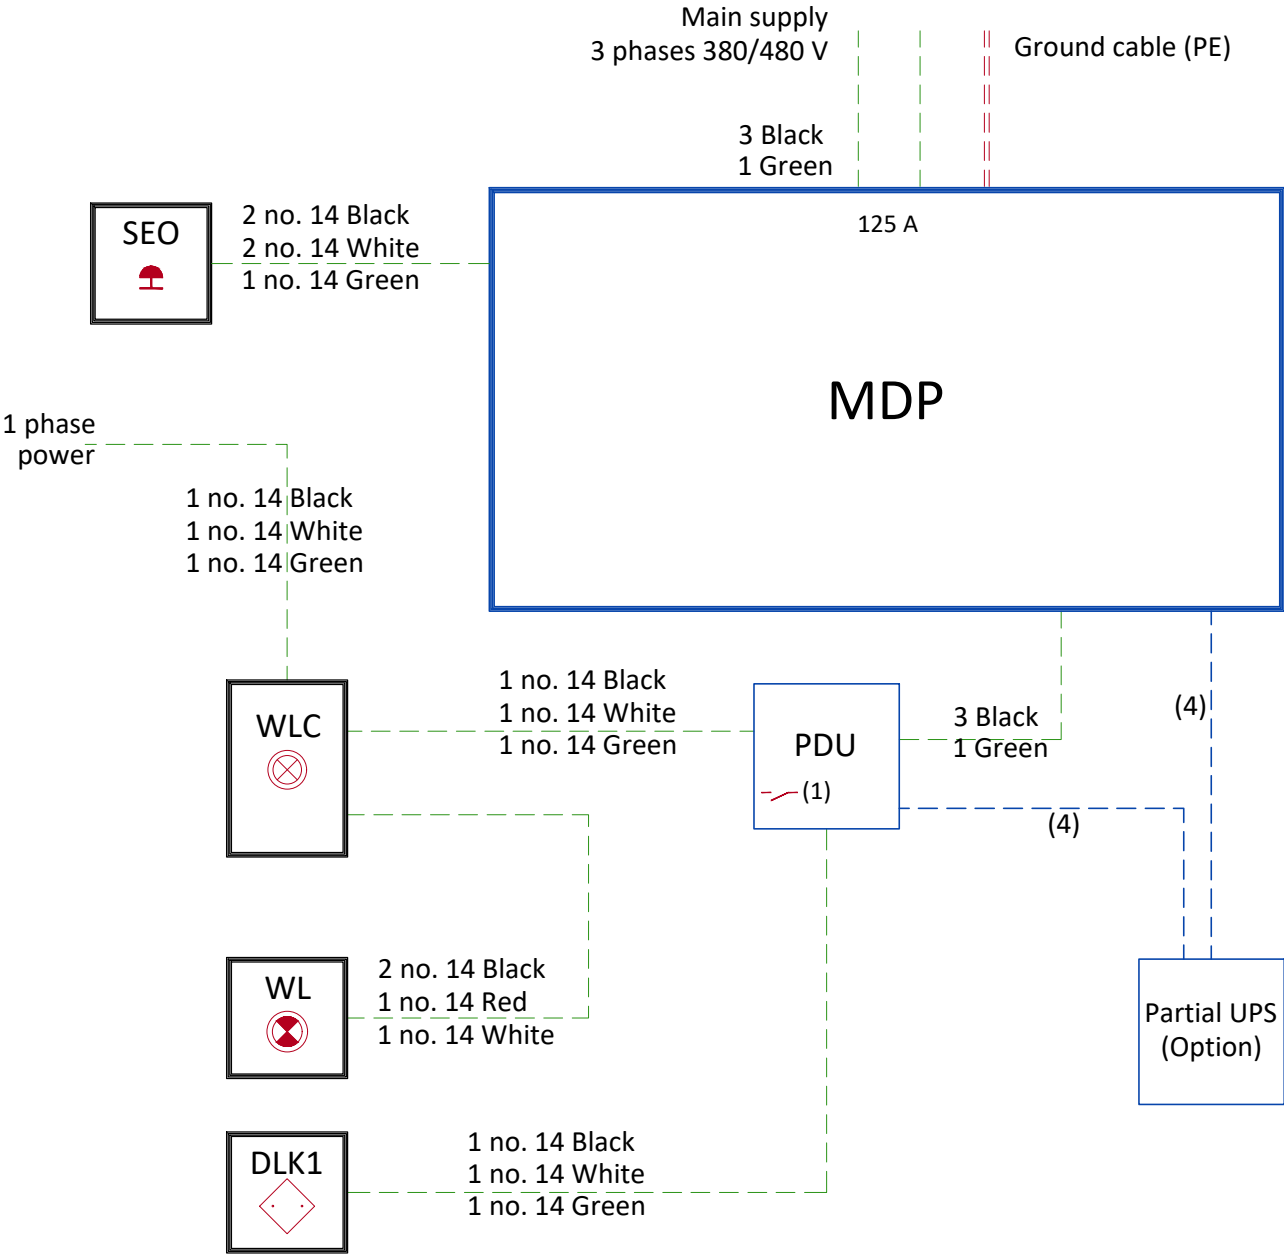 Main supply
3 phases 380/480 V
Ground cable (PE)
3 Black
1 Green
125 A
SEO
2 no. 14 Black
2 no. 14 White
1 no. 14 Green
MDP
1 phase
power
1 no. 14 Black
1 no. 14 White
1 no. 14 Green
WLC
1 no. 14 Black
1 no. 14 White
1 no. 14 Green
PDU
(1)
3 Black
1 Green
(4)
(4)
WL
2 no. 14 Black
1 no. 14 Red
1 no. 14 White
Partial UPS
(Option)
DLK1
1 no. 14 Black
1 no. 14 White
1 no. 14 Green